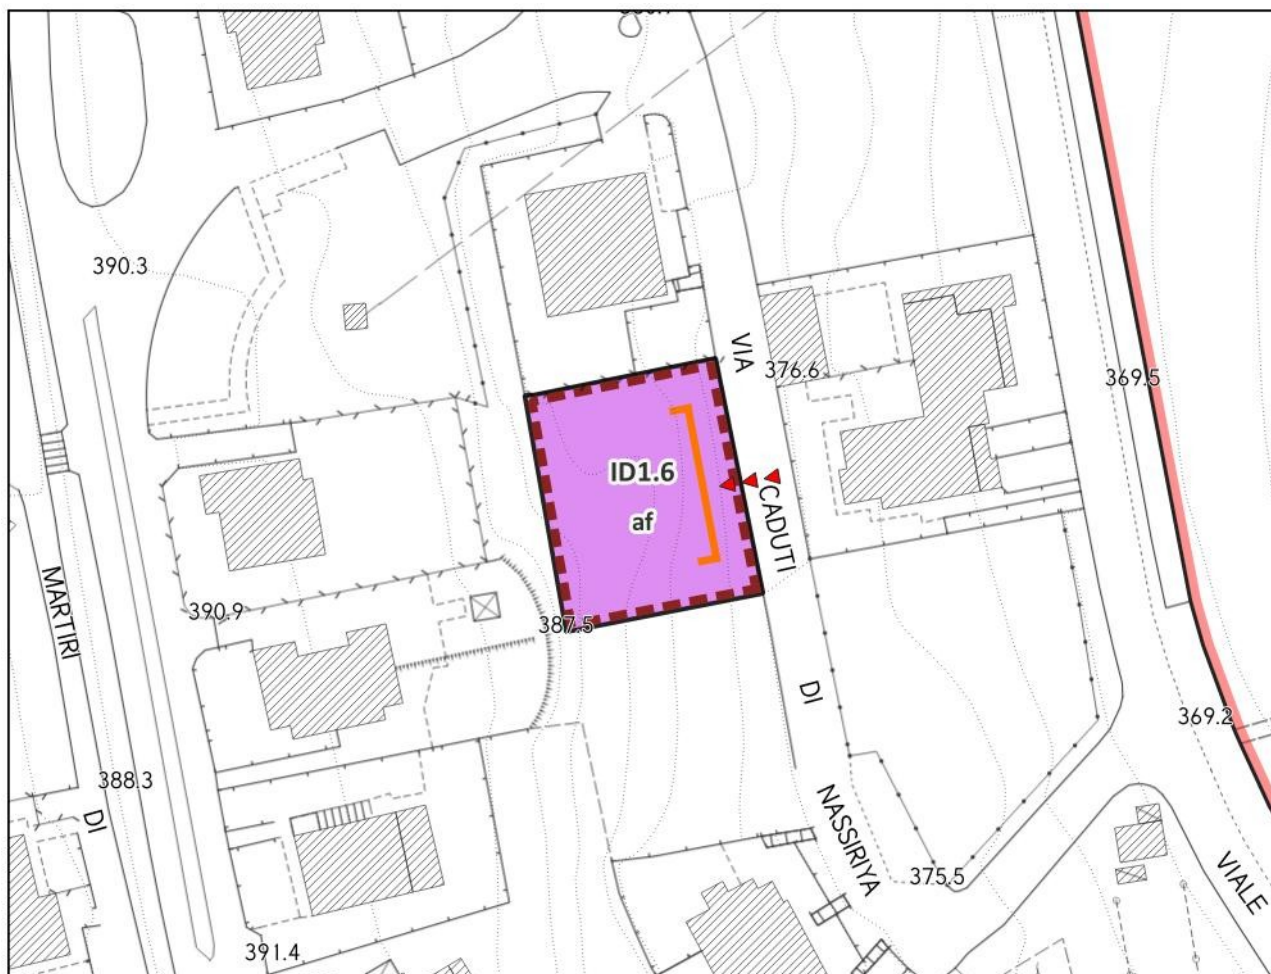 390.3
VIA
376.6
369.5
ID1.6
af
CADUTI
MARTIRI
390.9
387.5
DI
369.2
388.3
DI
NASSIRIYA
375.5
VIALE
391.4